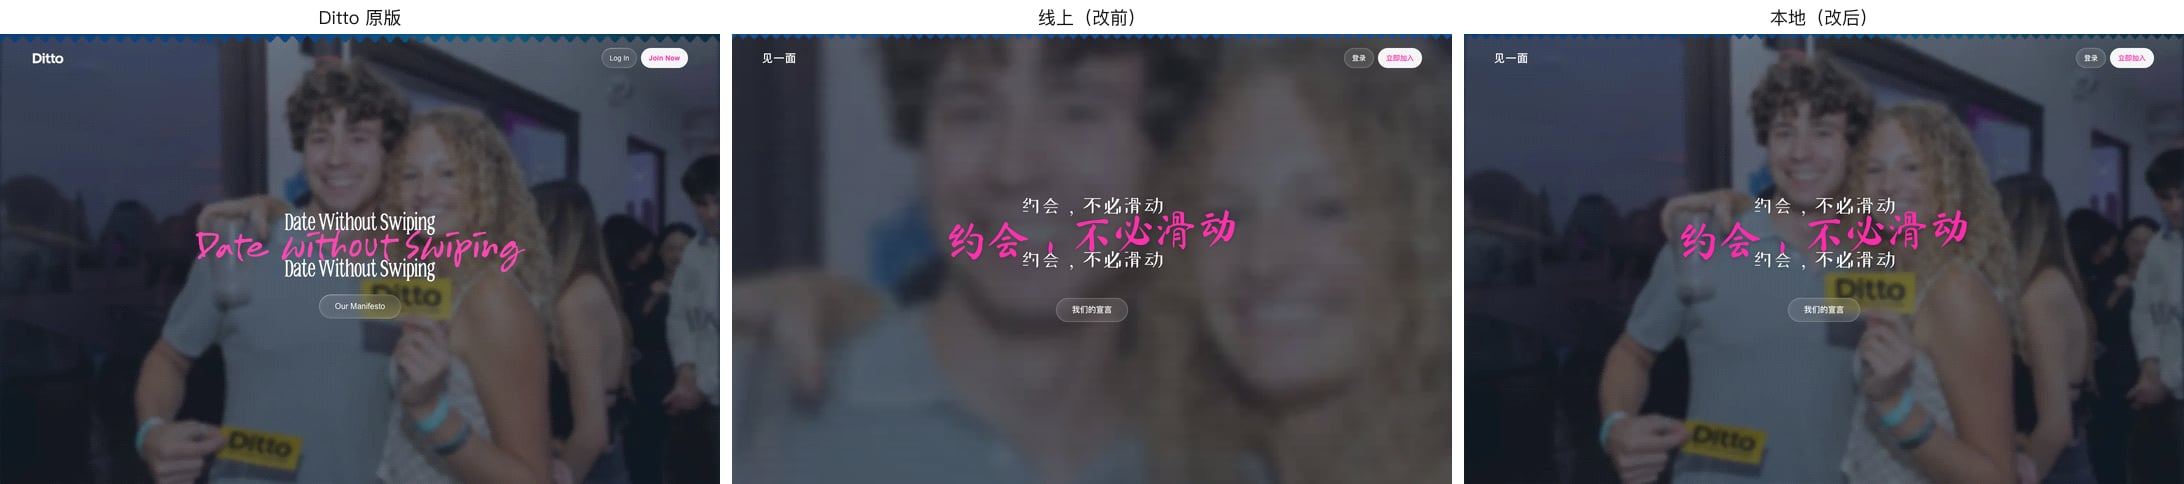 Ditto 原版
Ditto
Log In
Join Now
Date Without Swiping
Date Without Swiping
Date Without Swiping
Our Manifesto
Ditto
Ditto
线上（改前）
见一面
登录
立即加入
约会，不必滑动
约会，不必滑动
约会，不必滑动
我们的宣言
本地（改后）
见一面
登录
立即加入
约会，不必滑动
约会，不必滑动
约会，不必滑动
我们的宣言
Ditto
Ditto